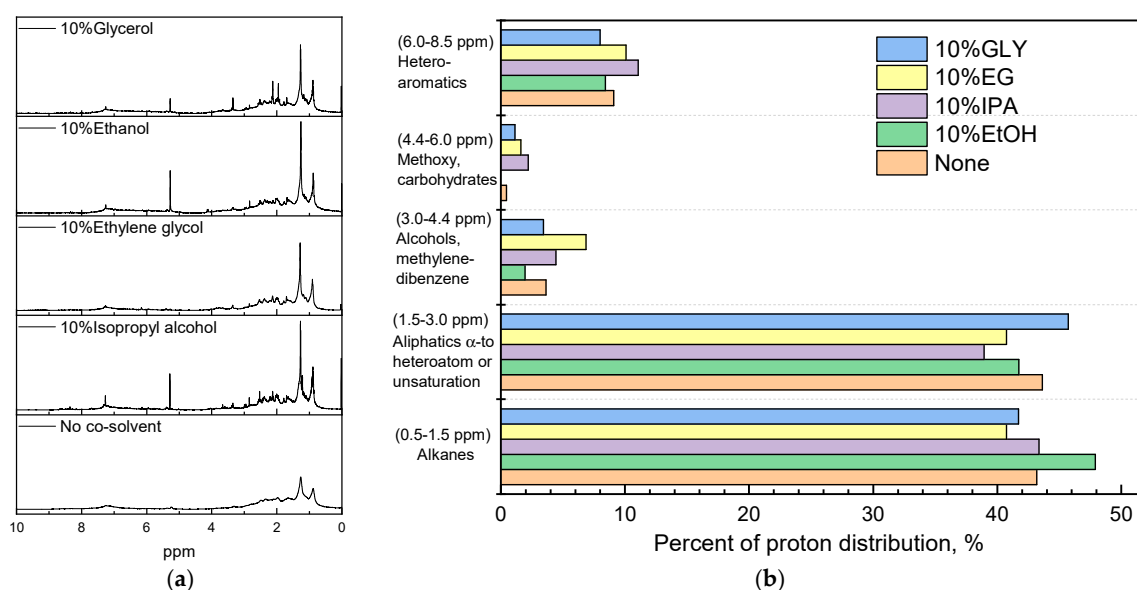 10%Glycerol
10%Ethanol
10%Ethylene glycol
10%Isopropyl alcohol
No co-solvent
10 8 6 4 2 0
ppm
(a)
(6.0-8.5 ppm)
Hetero-
aromatics
(4.4-6.0 ppm)
Methoxy,
carbohydrates
(3.0-4.4 ppm)
Alcohols,
methylene-
dibenzene
(1.5-3.0 ppm)
Aliphatics α-to
heteroatom or
unsaturation
(0.5-1.5 ppm)
Alkanes
10%GLY
10%EG
10%IPA
10%EtOH
None
0 10 20 30 40 50
Percent of proton distribution, %
(b)